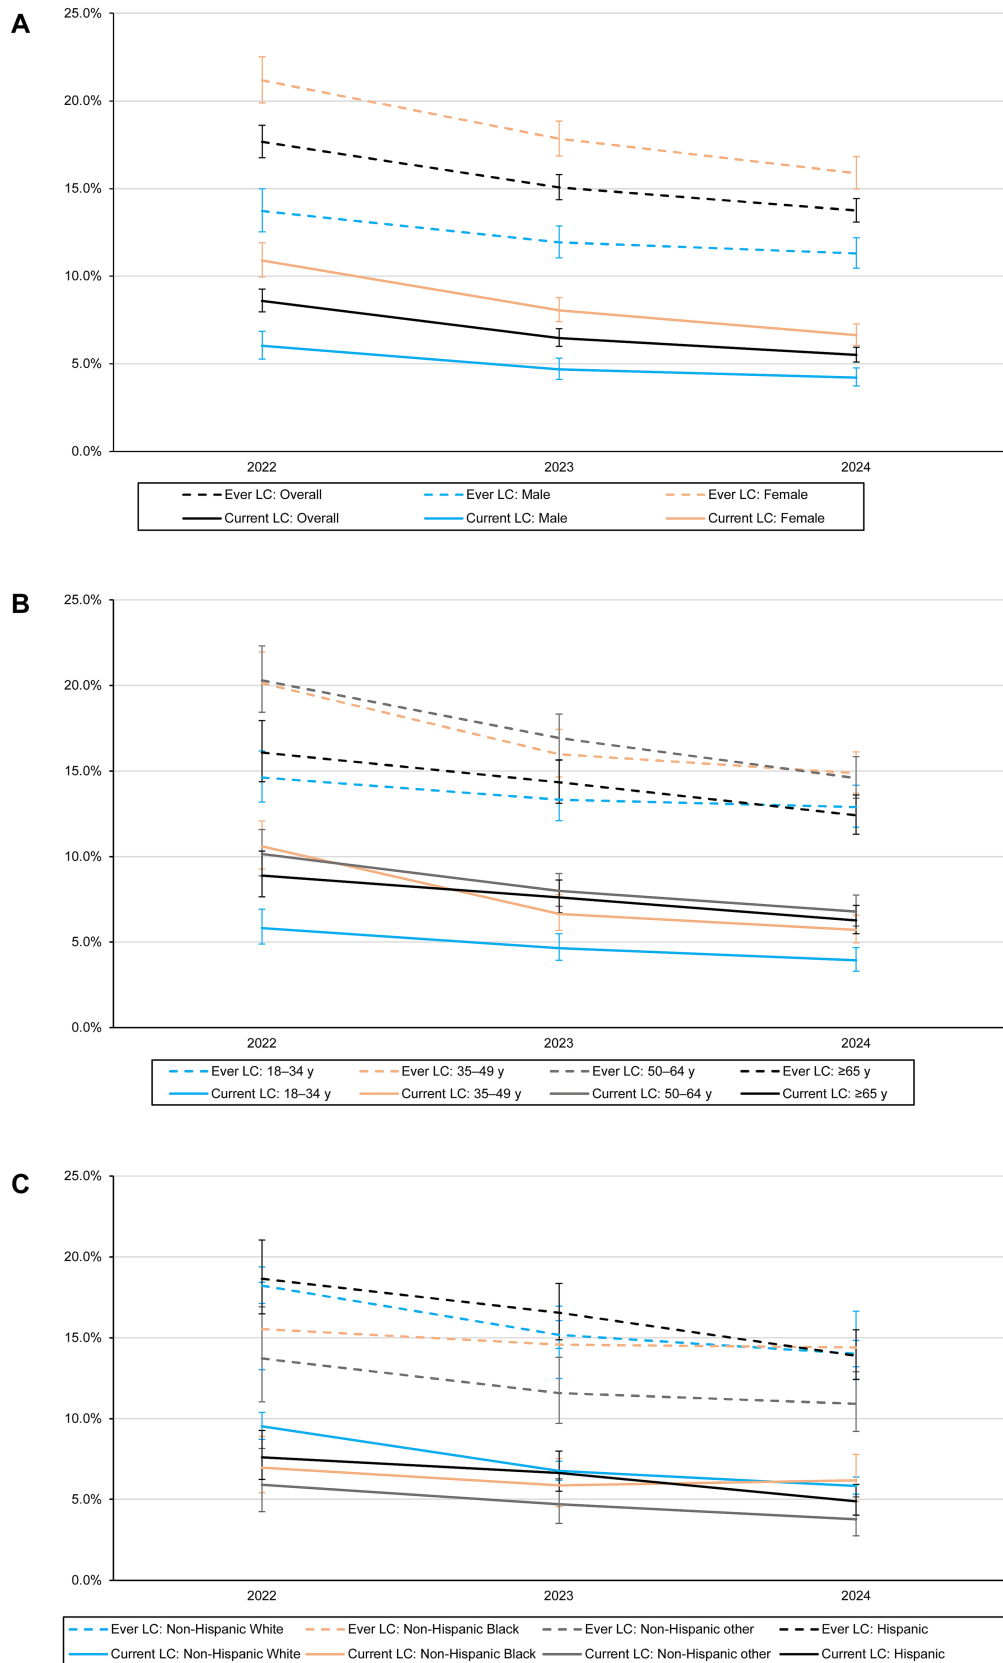 A
25.0%
20.0%
15.0%
10.0%
5.0%
0.0%
2022 2023 2024
Ever LC: Overall Ever LC: Male Ever LC: Female
Current LC: Overall Current LC: Male Current LC: Female
B
25.0%
20.0%
15.0%
10.0%
5.0%
0.0%
2022 2023 2024
Ever LC: 18–34 y Ever LC: 35–49 y Ever LC: 50–64 y Ever LC: ≥65 y
Current LC: 18–34 y Current LC: 35–49 y Current LC: 50–64 y Current LC: ≥65 y
C
25.0%
20.0%
15.0%
10.0%
5.0%
0.0%
2022 2023 2024
Ever LC: Non-Hispanic White Ever LC: Non-Hispanic Black Ever LC: Non-Hispanic other Ever LC: Hispanic
Current LC: Non-Hispanic White Current LC: Non-Hispanic Black Current LC: Non-Hispanic other Current LC: Hispanic